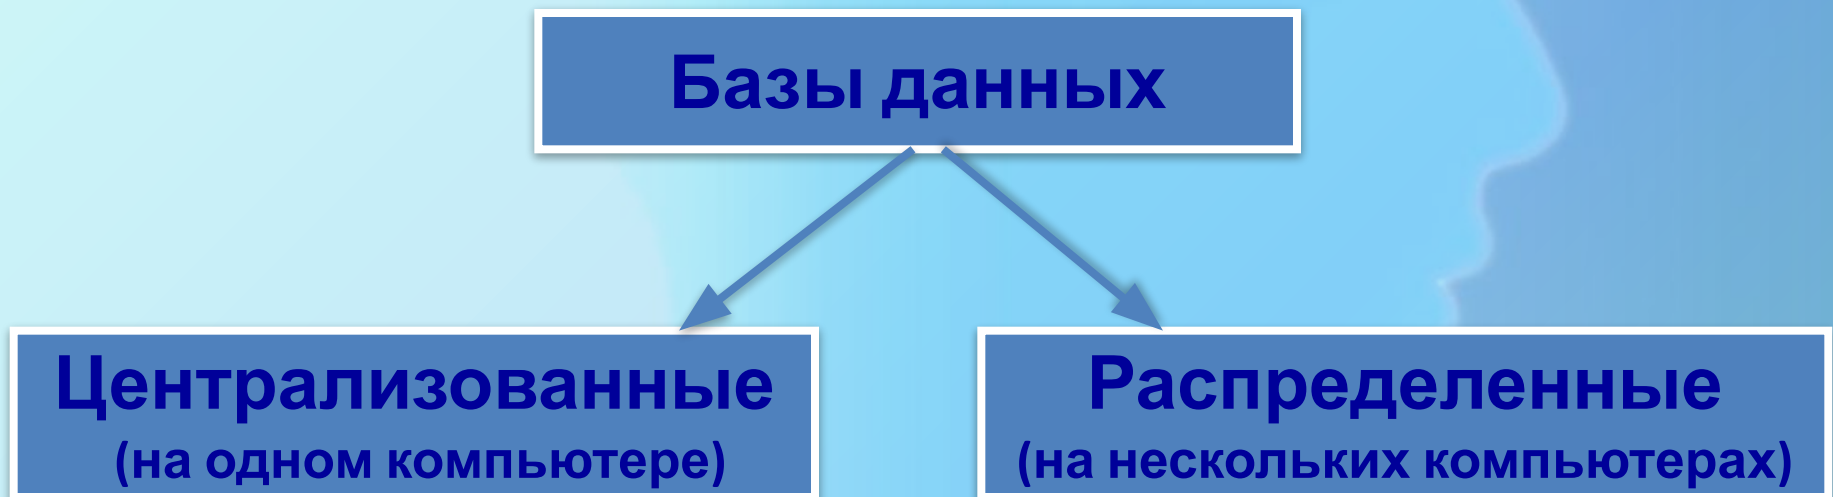 Базы данных
Централизованные
(на одном компьютере)
Распределенные
(на нескольких компьютерах)